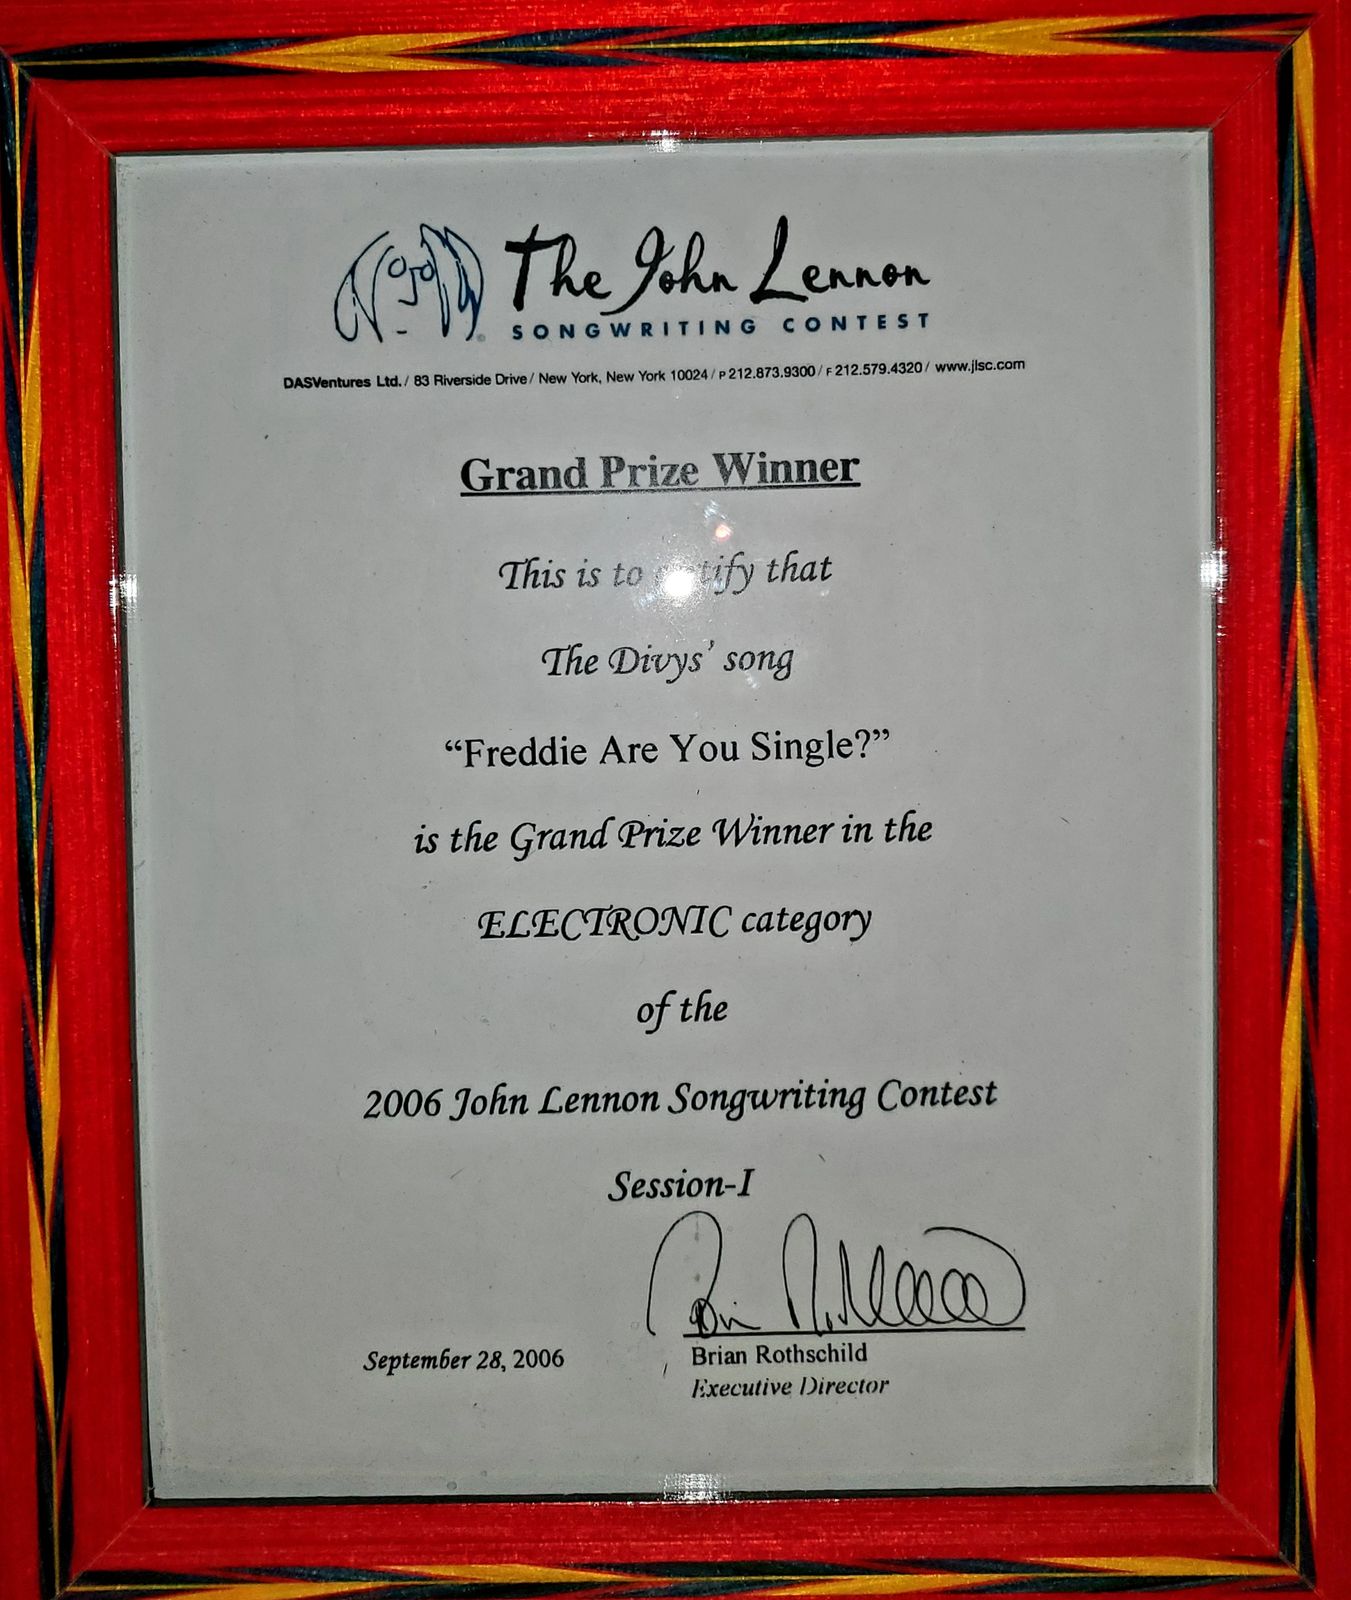 The John Lennon
SONGWRITING CONTEST
DASVentures Ltd. / 83 Riverside Drive / New York, New York 10024 / P 212.873.9300 / F 212.579.4320 / www.jlsc.com
Grand Prize Winner
This is to certify that
The Divys' song
“Freddie Are You Single?”
is the Grand Prize Winner in the
ELECTRONIC category
of the
2006 John Lennon Songwriting Contest
Session-I
September 28, 2006
Brian Rothschild
Executive Director